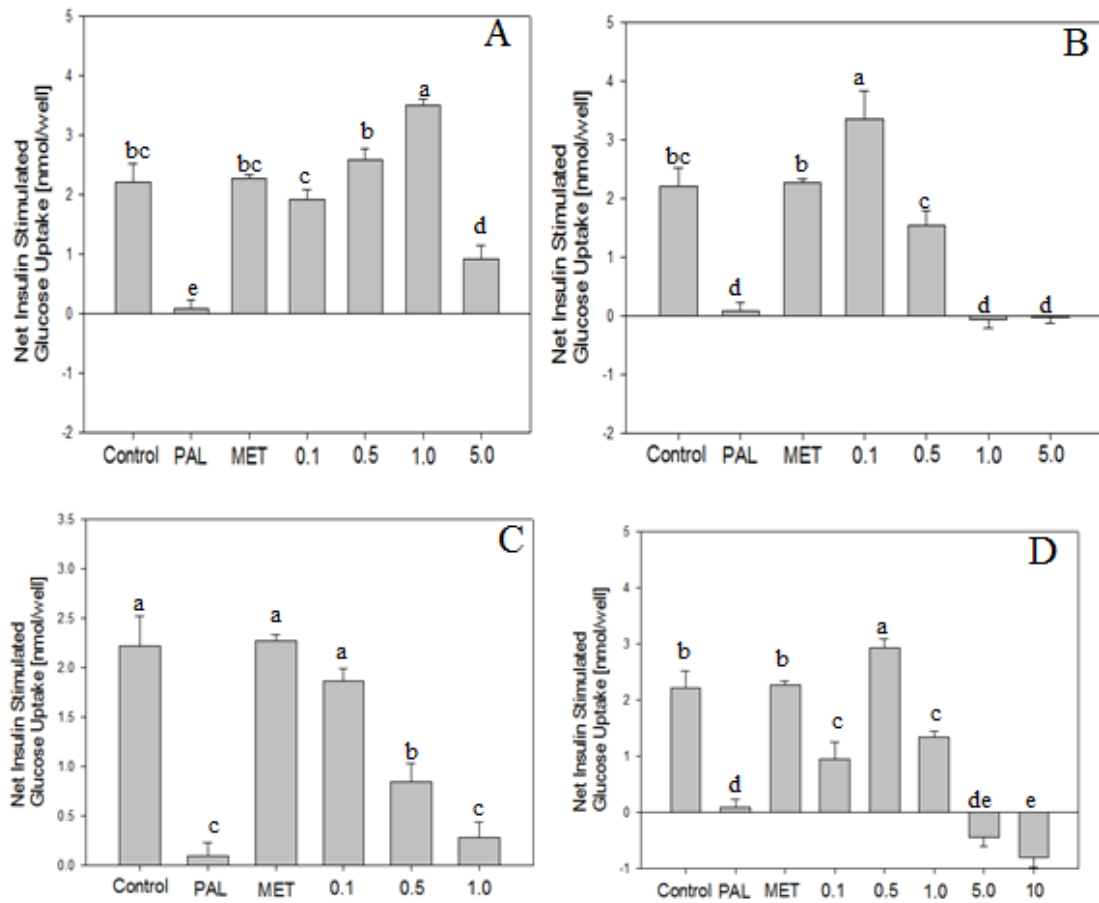 A
Net Insulin Stimulated
Glucose Uptake [nmol/well]
5
4
3
2
1
0
-1
-2
bc
e
bc
c
b
a
d
Control PAL MET 0.1 0.5 1.0 5.0
B
Net Insulin Stimulated
Glucose Uptake [nmol/well]
5
4
3
2
1
0
-1
-2
bc
d
b
a
c
d
d
Control PAL MET 0.1 0.5 1.0 5.0
C
Net Insulin Stimulated
Glucose Uptake [nmol/well]
3.5
3.0
2.5
2.0
1.5
1.0
0.5
0.0
a
c
a
a
b
c
Control PAL MET 0.1 0.5 1.0
D
Net Insulin Stimulated
Glucose Uptake [nmol/well]
5
4
3
2
1
0
-1
b
d
b
c
a
c
de
e
Control PAL MET 0.1 0.5 1.0 5.0 10